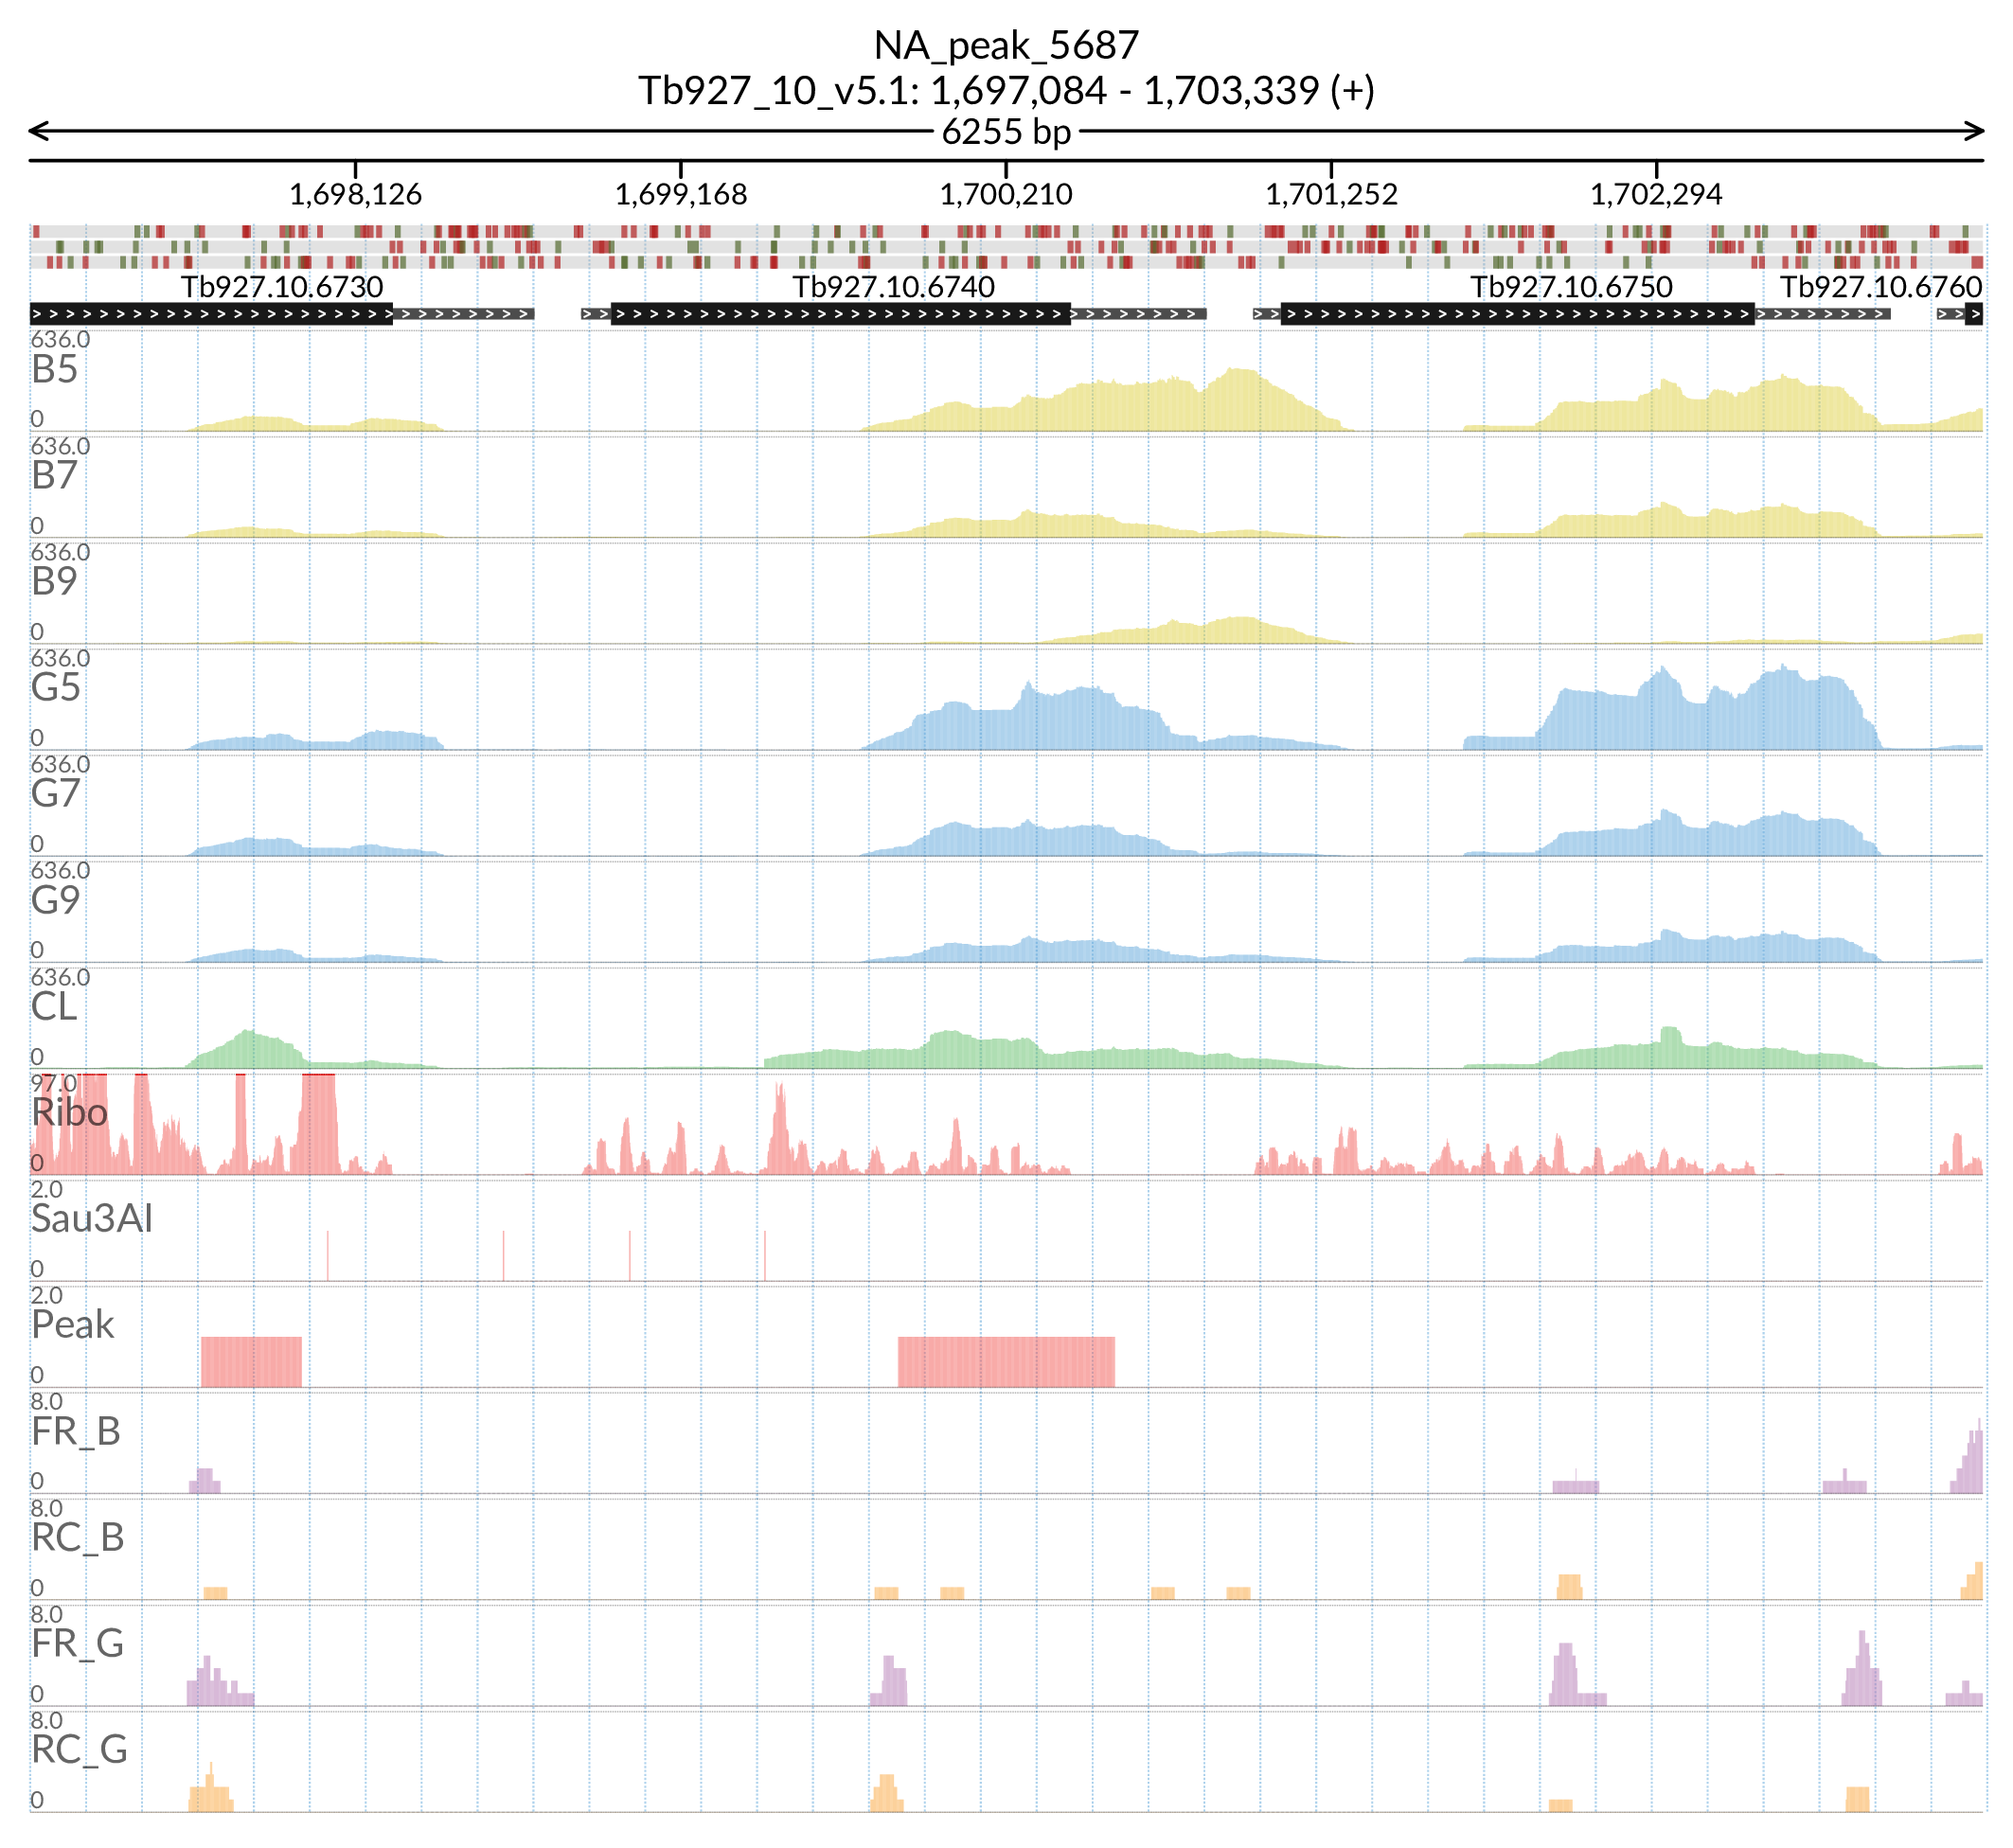 NA_peak_5687
Tb927_10_v5.1: 1,697,084 - 1,703,339 (+)
6255 bp
1,698,126 1,699,168 1,700,210 1,701,252 1,702,294
Tb927.10.6730 Tb927.10.6740 Tb927.10.6750 Tb927.10.6760
636.0
B5
0
636.0
B7
0
636.0
B9
0
636.0
G5
0
636.0
G7
0
636.0
G9
0
636.0
CL
0
97.0
Ribo
0
2.0
Sau3AI
0
2.0
Peak
0
8.0
FR_B
0
8.0
RC_B
0
8.0
FR_G
0
8.0
RC_G
0